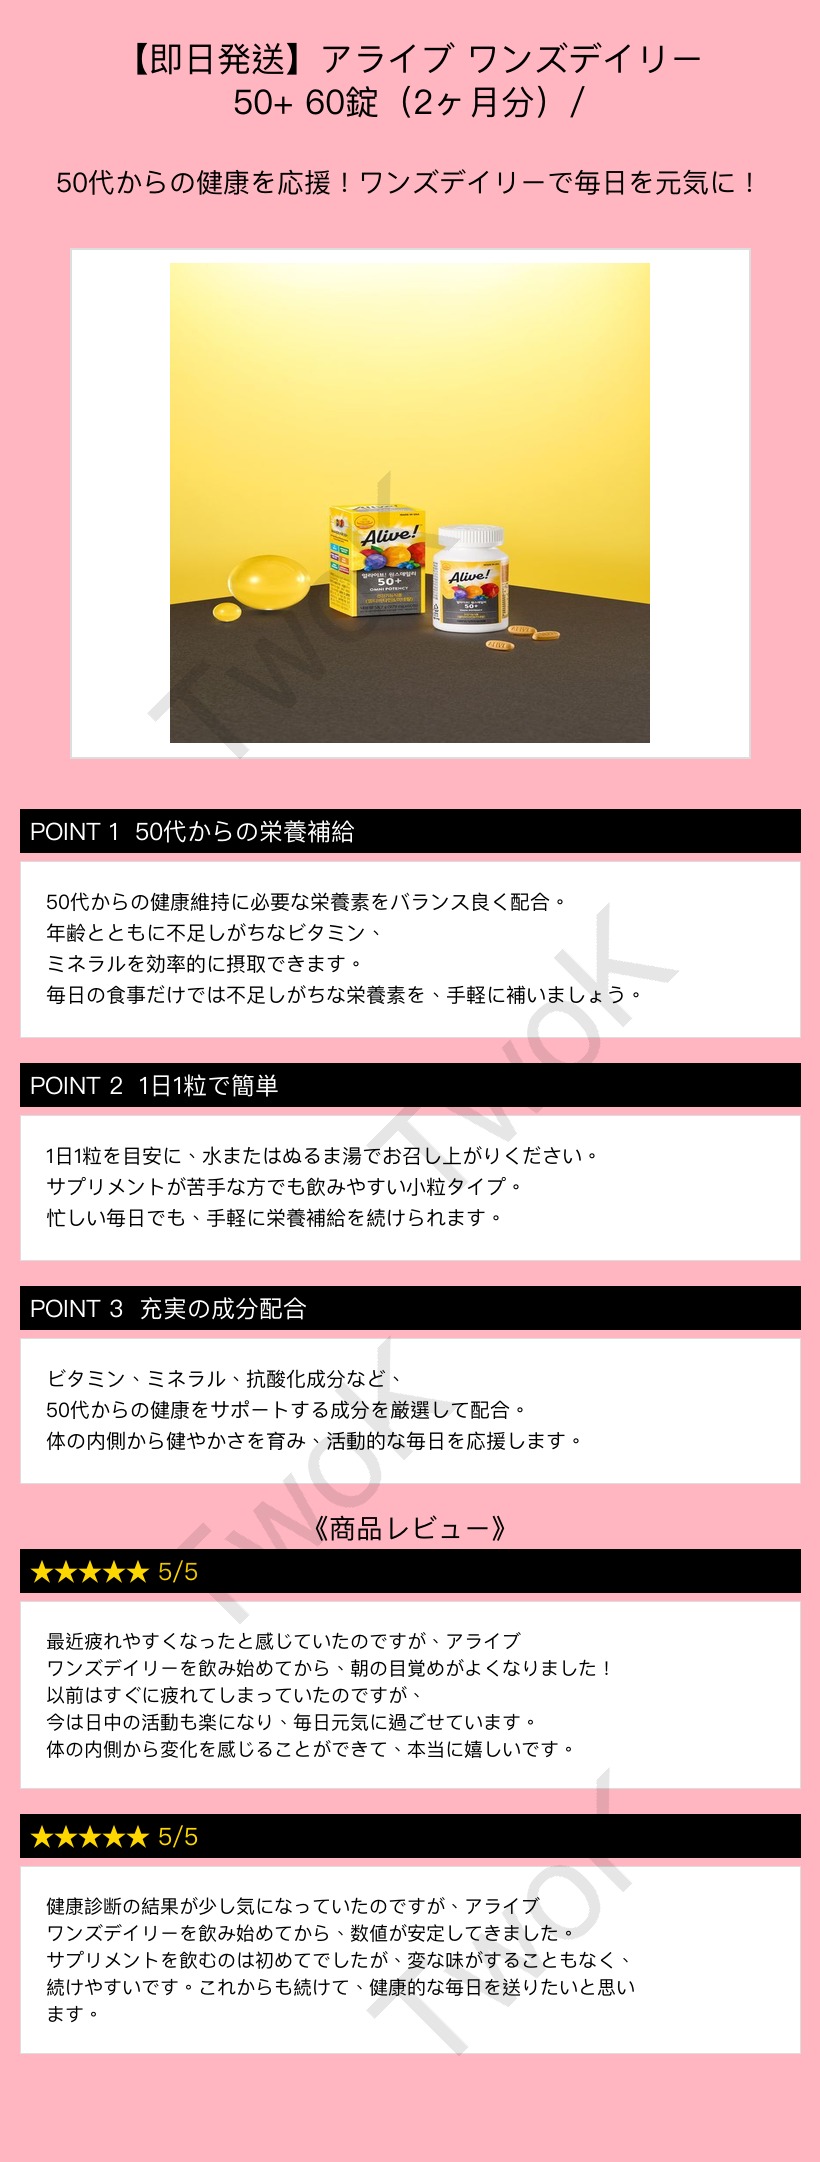 【即日発送】アライブ ワンズデイリー
50+ 60錠（2ヶ月分）/
50代からの健康を応援！ワンズデイリーで毎日を元気に！
Alive!
얼라이브! 원스데일리
50+
OMNI POTENCY
Alive!
50+
TwoK
POINT 1 50代からの栄養補給
50代からの健康維持に必要な栄養素をバランス良く配合。
年齢とともに不足しがちなビタミン、
ミネラルを効率的に摂取できます。
毎日の食事だけでは不足しがちな栄養素を、手軽に補いましょう。
TwoK
POINT 2 1日1粒で簡単
1日1粒を目安に、水またはぬるま湯でお召し上がりください。
サプリメントが苦手な方でも飲みやすい小粒タイプ。
忙しい毎日でも、手軽に栄養補給を続けられます。
POINT 3 充実の成分配合
ビタミン、ミネラル、抗酸化成分など、
50代からの健康をサポートする成分を厳選して配合。
体の内側から健やかさを育み、活動的な毎日を応援します。
TwoK
《商品レビュー》
★★★★★ 5/5
最近疲れやすくなったと感じていたのですが、アライブ
ワンズデイリーを飲み始めてから、朝の目覚めがよくなりました！
以前はすぐに疲れてしまっていたのですが、
今は日中の活動も楽になり、毎日元気に過ごせています。
体の内側から変化を感じることができて、本当に嬉しいです。
★★★★★ 5/5
健康診断の結果が少し気になっていたのですが、アライブ
ワンズデイリーを飲み始めてから、数値が安定してきました。
サプリメントを飲むのは初めてでしたが、変な味がすることもなく、
続けやすいです。これからも続けて、健康的な毎日を送りたいと思い
ます。
TwoK